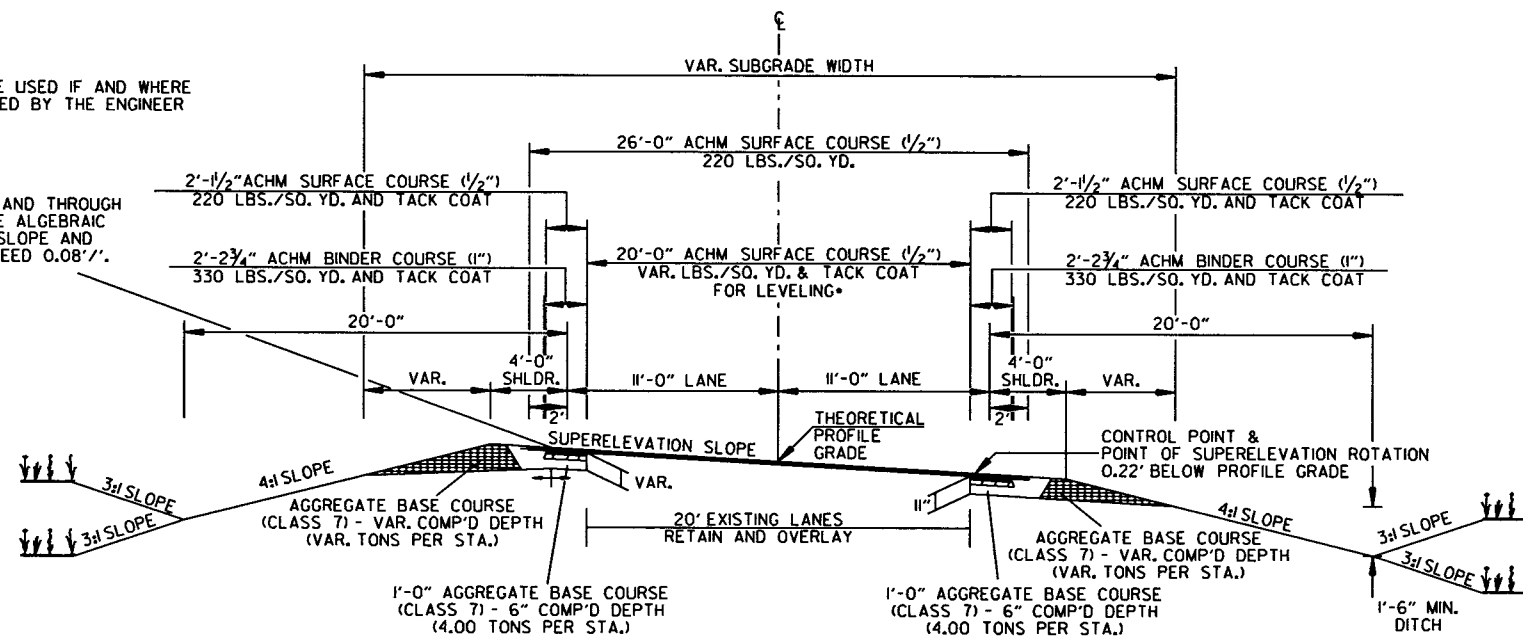 ℄
VAR. SUBGRADE WIDTH
E USED IF AND WHERE
ED BY THE ENGINEER
26'-0" ACHM SURFACE COURSE (1/2")
220 LBS./SQ. YD.
2'-1 1/2" ACHM SURFACE COURSE (1/2")
220 LBS./SQ. YD. AND TACK COAT
2'-1 1/2" ACHM SURFACE COURSE (1/2")
220 LBS./SQ. YD. AND TACK COAT
AND THROUGH
E ALGEBRAIC
SLOPE AND
EED 0.08'/'.
20'-0" ACHM SURFACE COURSE (1/2")
VAR. LBS./SQ. YD. & TACK COAT
FOR LEVELING*
2'-2 3/4" ACHM BINDER COURSE (1")
330 LBS./SQ. YD. AND TACK COAT
2'-2 3/4" ACHM BINDER COURSE (1")
330 LBS./SQ. YD. AND TACK COAT
20'-0"
20'-0"
VAR.
4'-0"
SHLDR.
11'-0" LANE
11'-0" LANE
4'-0"
SHLDR.
VAR.
2'
2'
SUPERELEVATION SLOPE
THEORETICAL
PROFILE
GRADE
CONTROL POINT &
POINT OF SUPERELEVATION ROTATION
0.22' BELOW PROFILE GRADE
3:1 SLOPE
3:1 SLOPE
4:1 SLOPE
VAR.
11"
4:1 SLOPE
3:1 SLOPE
3:1 SLOPE
AGGREGATE BASE COURSE
(CLASS 7) - VAR. COMP'D DEPTH
(VAR. TONS PER STA.)
20' EXISTING LANES
RETAIN AND OVERLAY
AGGREGATE BASE COURSE
(CLASS 7) - VAR. COMP'D DEPTH
(VAR. TONS PER STA.)
1'-0" AGGREGATE BASE COURSE
(CLASS 7) - 6" COMP'D DEPTH
(4.00 TONS PER STA.)
1'-0" AGGREGATE BASE COURSE
(CLASS 7) - 6" COMP'D DEPTH
(4.00 TONS PER STA.)
1'-6" MIN.
DITCH